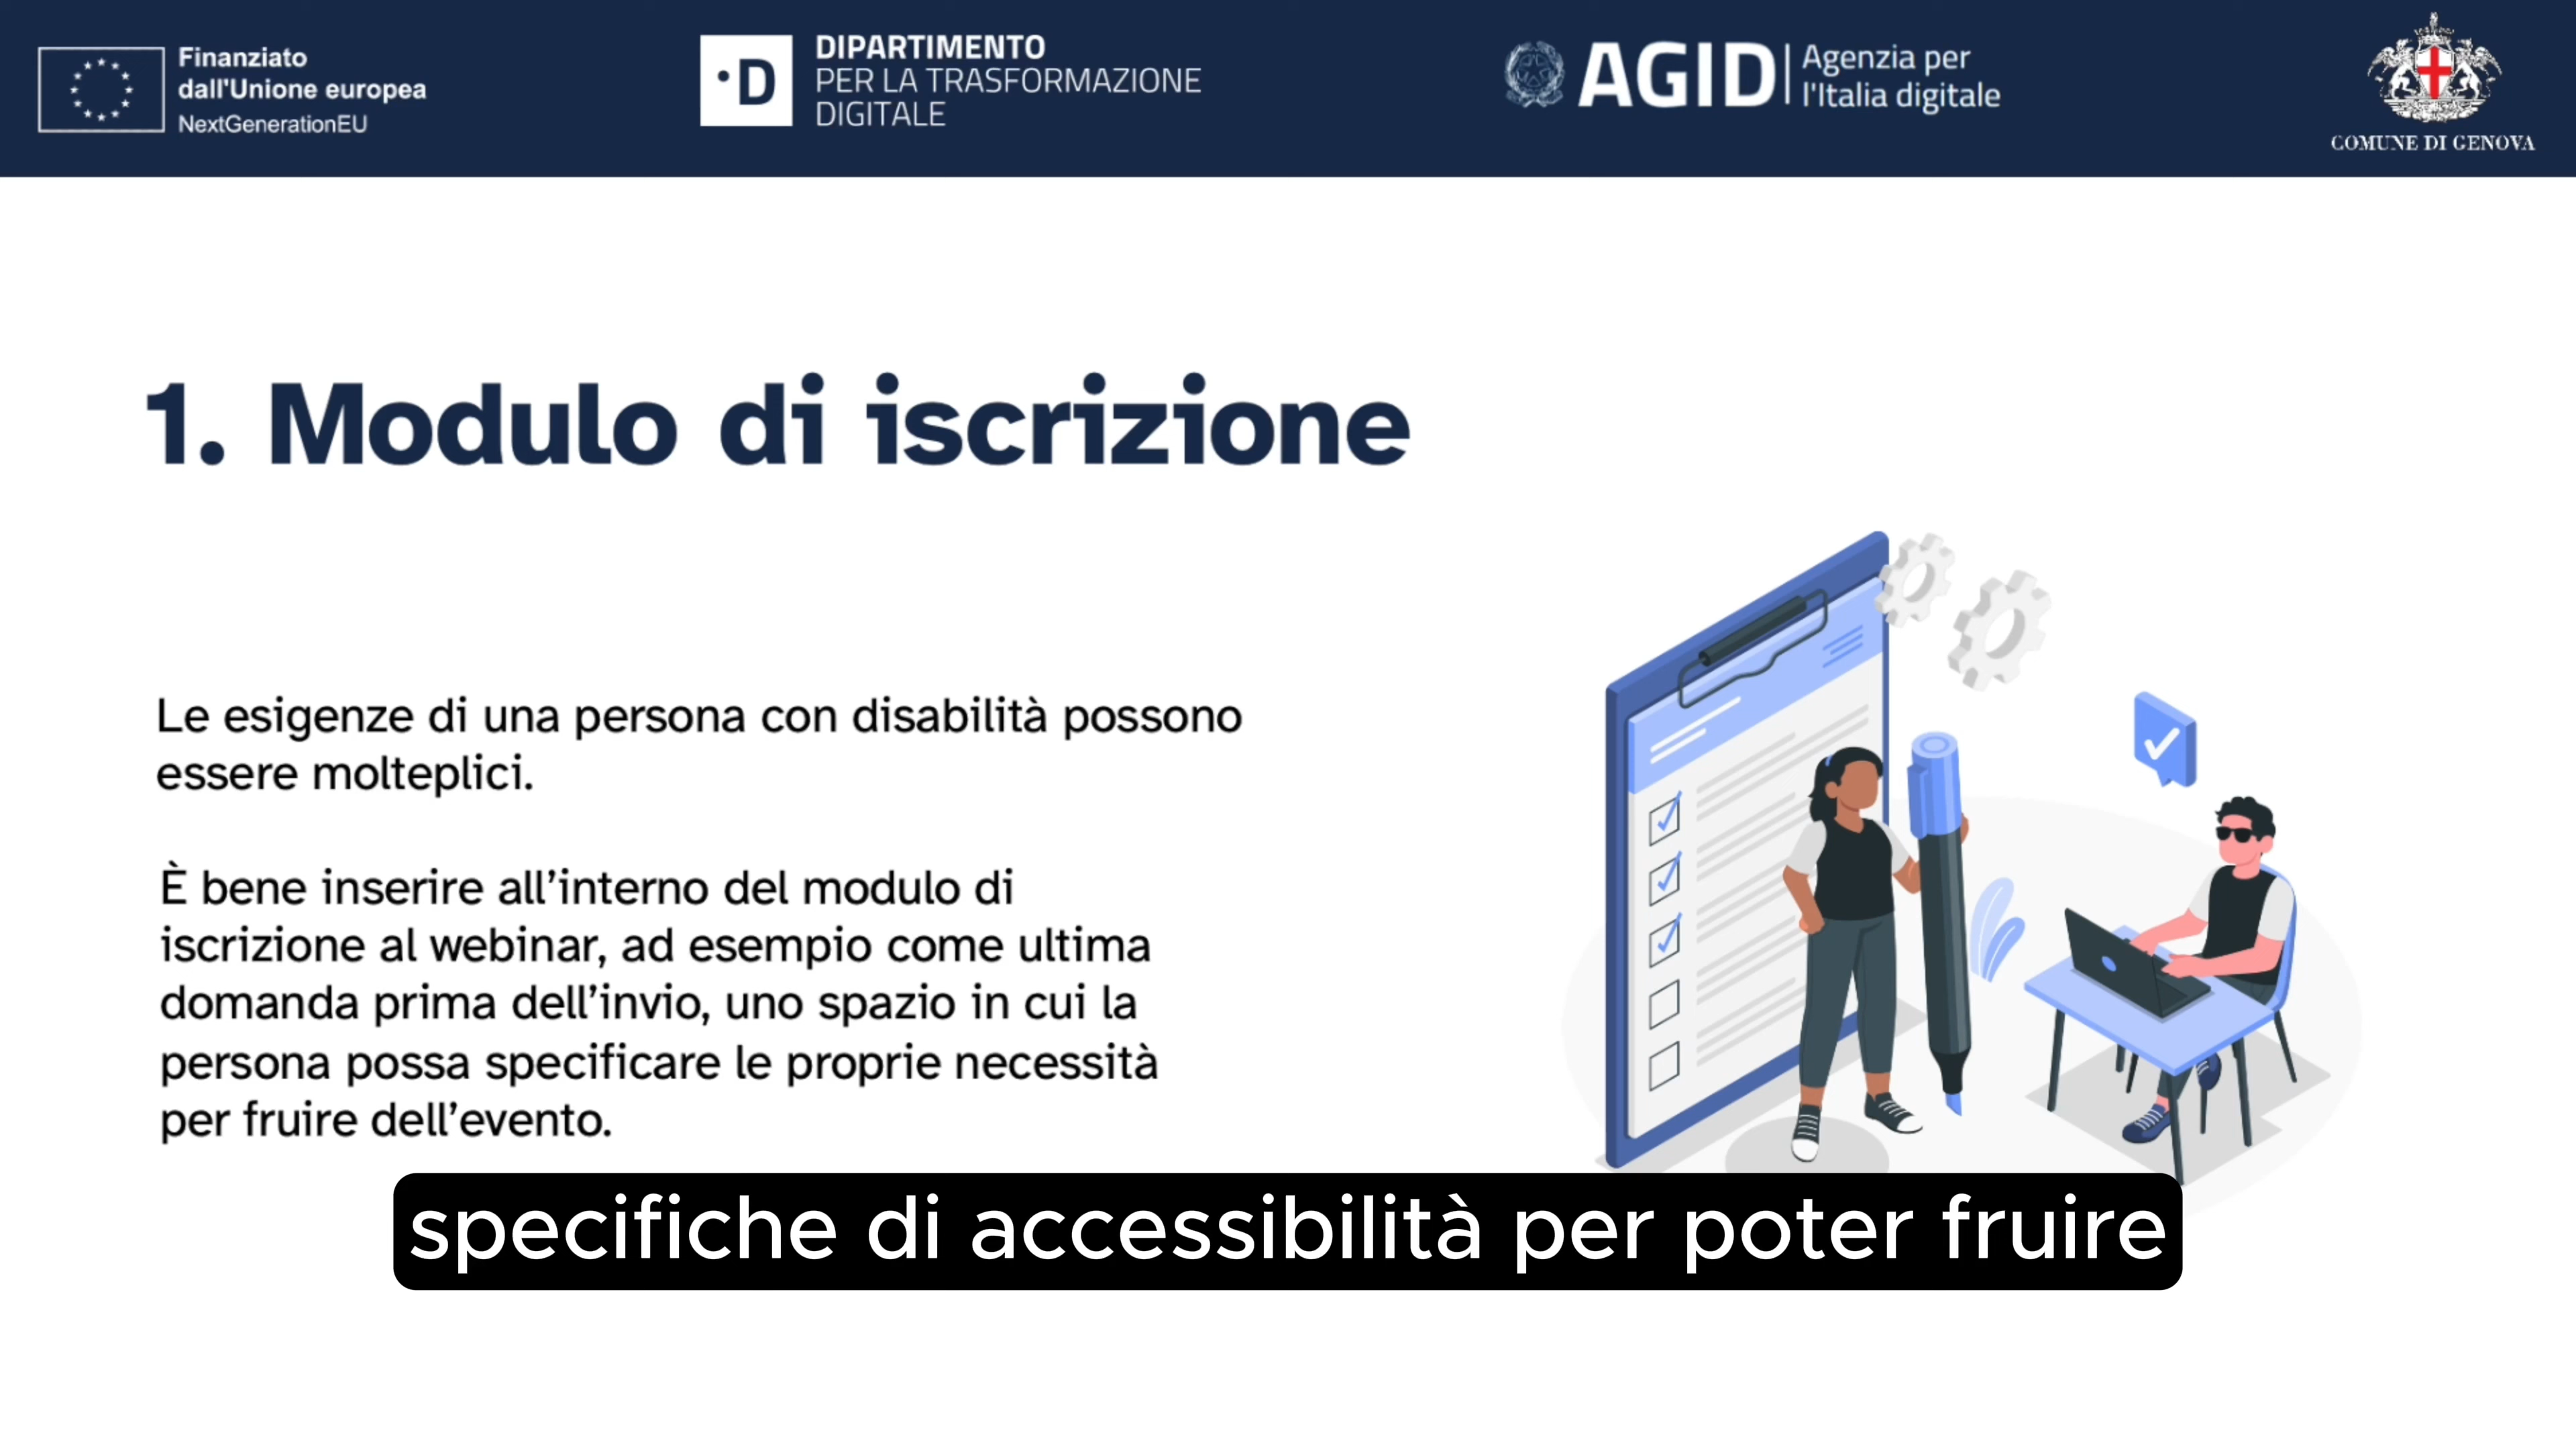 Finanziato
dall'Unione europea
NextGenerationEU
D
DIPARTIMENTO
PER LA TRASFORMAZIONE
DIGITALE
AGID
Agenzia per
l'Italia digitale
COMUNE DI GENOVA
1. Modulo di iscrizione
Le esigenze di una persona con disabilità possono
essere molteplici.
È bene inserire all’interno del modulo di
iscrizione al webinar, ad esempio come ultima
domanda prima dell’invio, uno spazio in cui la
persona possa specificare le proprie necessità
per fruire dell’evento.
specifiche di accessibilità per poter fruire